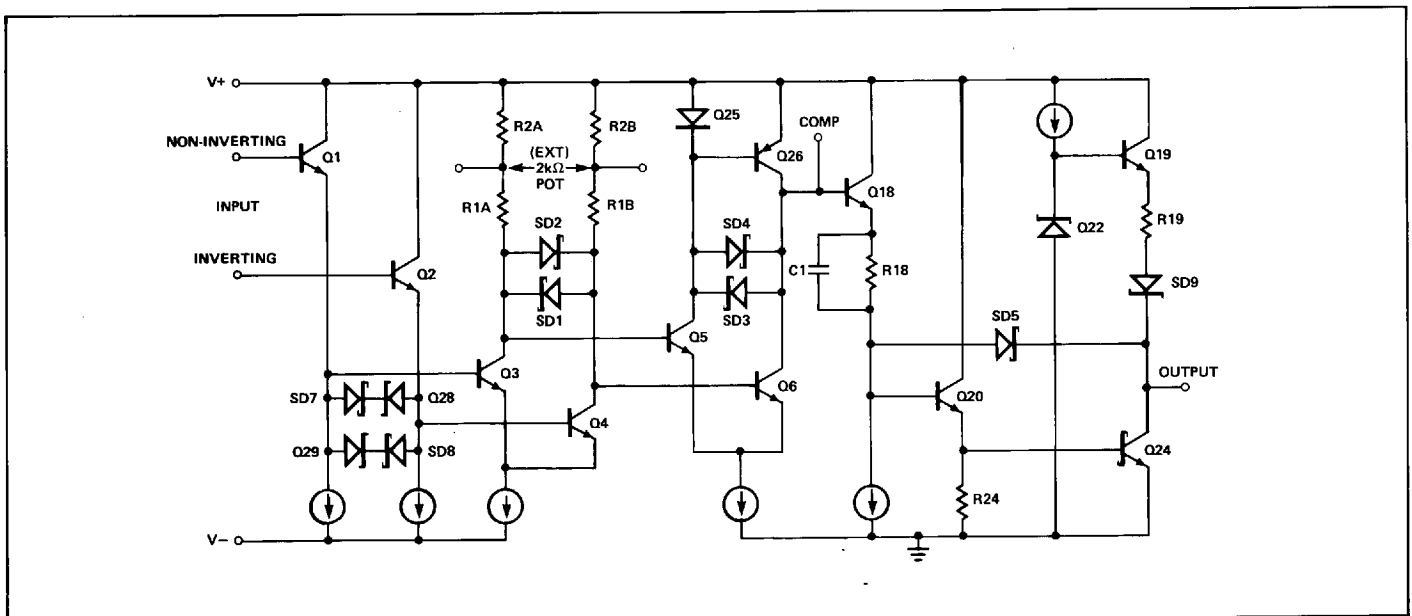 V+
NON-INVERTING
INPUT
INVERTING
Q1
Q2
R2A
R2B
(EXT)
2kΩ
POT
R1A
R1B
SD2
SD1
Q3
Q4
SD7
Q28
Q29
SD8
V−
Q25
Q26
COMP
SD4
SD3
Q5
Q6
Q18
C1
R18
SD5
Q20
R24
Q22
Q19
R19
SD9
OUTPUT
Q24